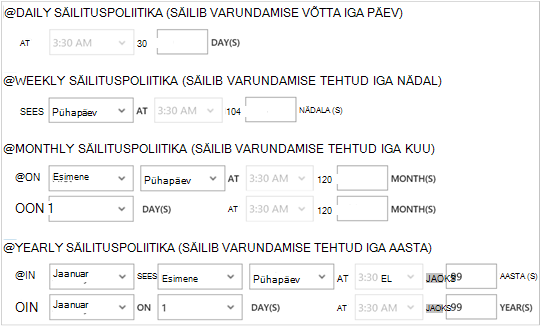 @DAILY SÄILITUSPOLIITIKA (SÄILIB VARUNDAMISE VÕTTA IGA PÄEV)
AT 3:30 AM 30 DAY(S)
@WEEKLY SÄILITUSPOLIITIKA (SÄILIB VARUNDAMISE TEHTUD IGA NÄDAL)
SEES Pühapäev AT 3:30 AM 104 NÄDALA (S)
@MONTHLY SÄILITUSPOLIITIKA (SÄILIB VARUNDAMISE TEHTUD IGA KUU)
@ON Esimene Pühapäev AT 3:30 AM 120 MONTH(S)
OON 1 DAY(S) AT 3:30 AM 120 MONTH(S)
@YEARLY SÄILITUSPOLIITIKA (SÄILIB VARUNDAMISE TEHTUD IGA AASTA)
@IN Jaanuar SEES Esimene Pühapäev AT 3:30 EL JAOKS 99 AASTA (S)
OIN Jaanuar ON 1 DAY(S) AT 3:30 AM JAOKS 99 YEAR(S)